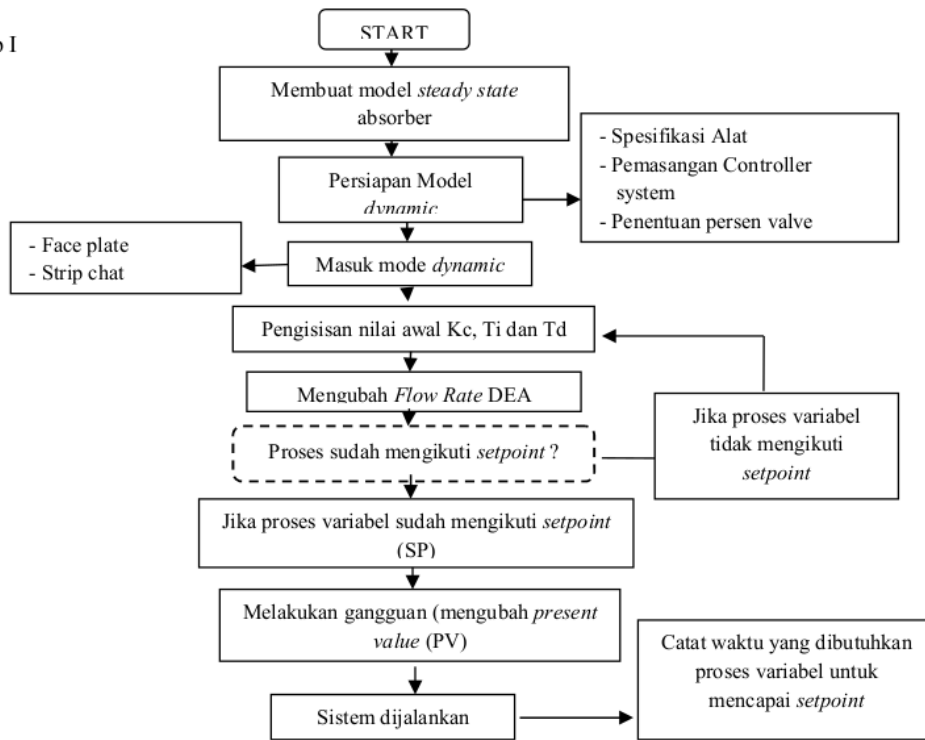 START
p I
Membuat model steady state
absorber
- Spesifikasi Alat
- Pemasangan Controller
system
- Penentuan persen valve
Persiapan Model
dynamic
- Face plate
- Strip chat
Masuk mode dynamic
Pengisisan nilai awal Kc, Ti dan Td
Mengubah Flow Rate DEA
Jika proses variabel
tidak mengikuti
setpoint
Proses sudah mengikuti setpoint ?
Jika proses variabel sudah mengikuti setpoint
(SP)
Melakukan gangguan (mengubah present
value (PV)
Catat waktu yang dibutuhkan
proses variabel untuk
mencapai setpoint
Sistem dijalankan